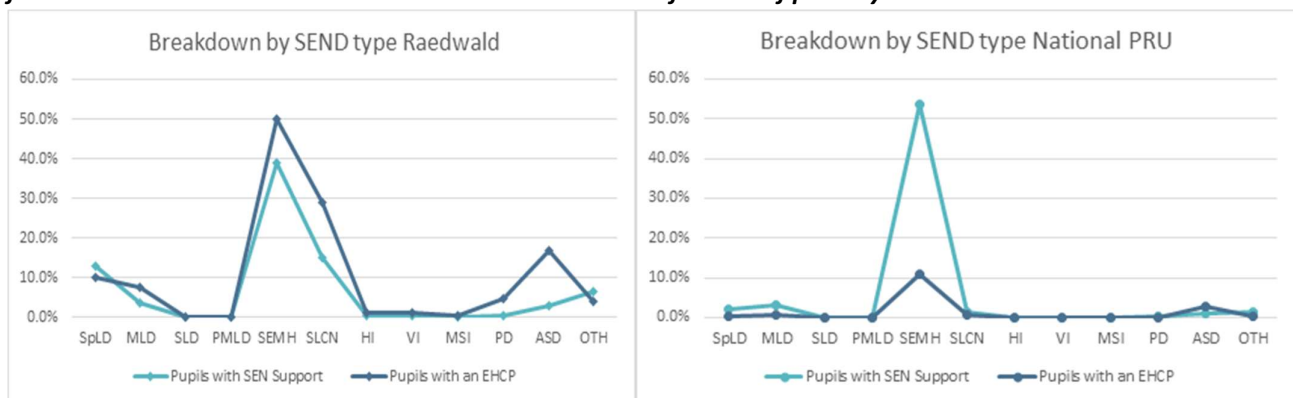 Breakdown by SEND type Raedwald
60.0%
50.0%
40.0%
30.0%
20.0%
10.0%
0.0%
SpLD MLD SLD PMLD SEMH SLCN HI VI MSI PD ASD OTH
Pupils with SEN Support Pupils with an EHCP
Breakdown by SEND type National PRU
60.0%
50.0%
40.0%
30.0%
20.0%
10.0%
0.0%
SpLD MLD SLD PMLD SEMH SLCN HI VI MSI PD ASD OTH
Pupils with SEN Support Pupils with an EHCP